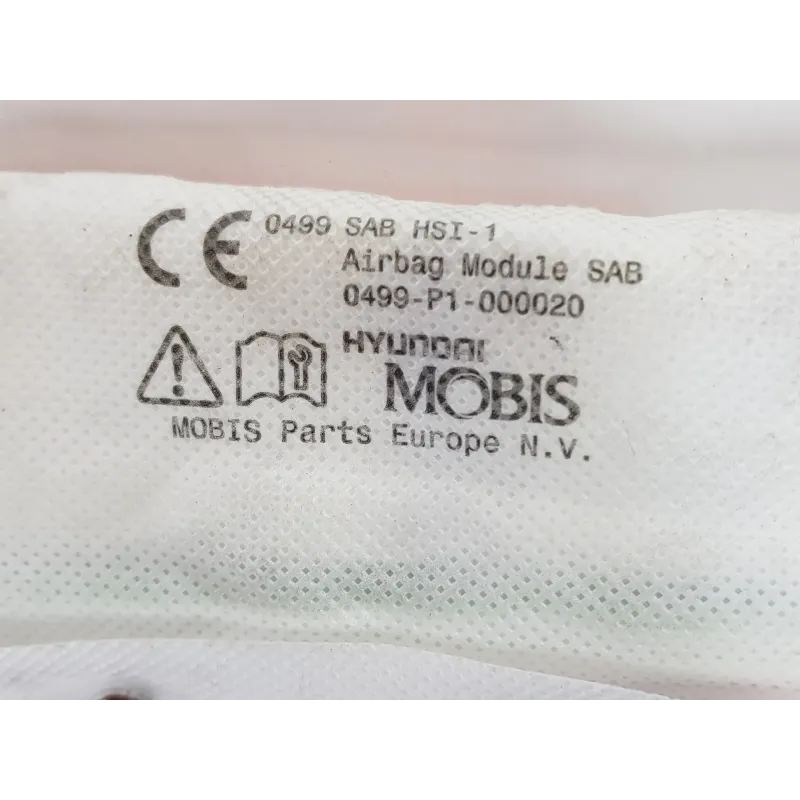 CE 0499 SAB HSI-1
Airbag Module SAB
0499-P1-000020
HYUNDAI
MOBIS
MOBIS Parts Europe N.V.